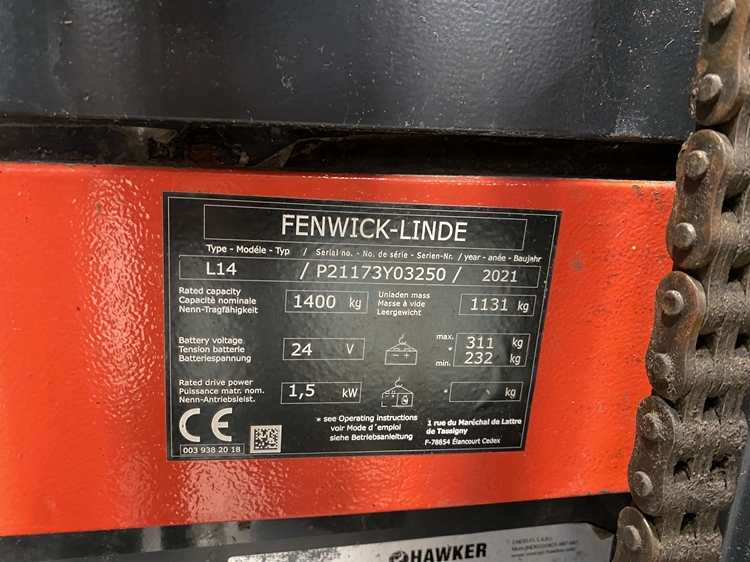 FENWICK-LINDE
Type - Modéle - Typ / Serial no. - No. de série - Serien-Nr. / year - anée - Baujahr
L14 / P21173Y03250 / 2021
Rated capacity
Capacitè nominale
Nenn-Tragfähigkeit
1400 kg
Unladen mass
Masse à vide
Leergewicht
1131 kg
Battery voltage
Tension batterie
Batteriespannung
24 V
max. 311 kg
*
min. 232 kg
Rated drive power
Puissance matr. nom.
Nenn-Antriebsleist.
1,5 kW
* kg
CE
003 938 20 18
* see Operating instructions
voir Mode d´emploi
siehe Betriebsanleitung
1 rue du Maréchal de Lattre
de Tassigny
F-78854 Élancourt Cedex
HAWKER